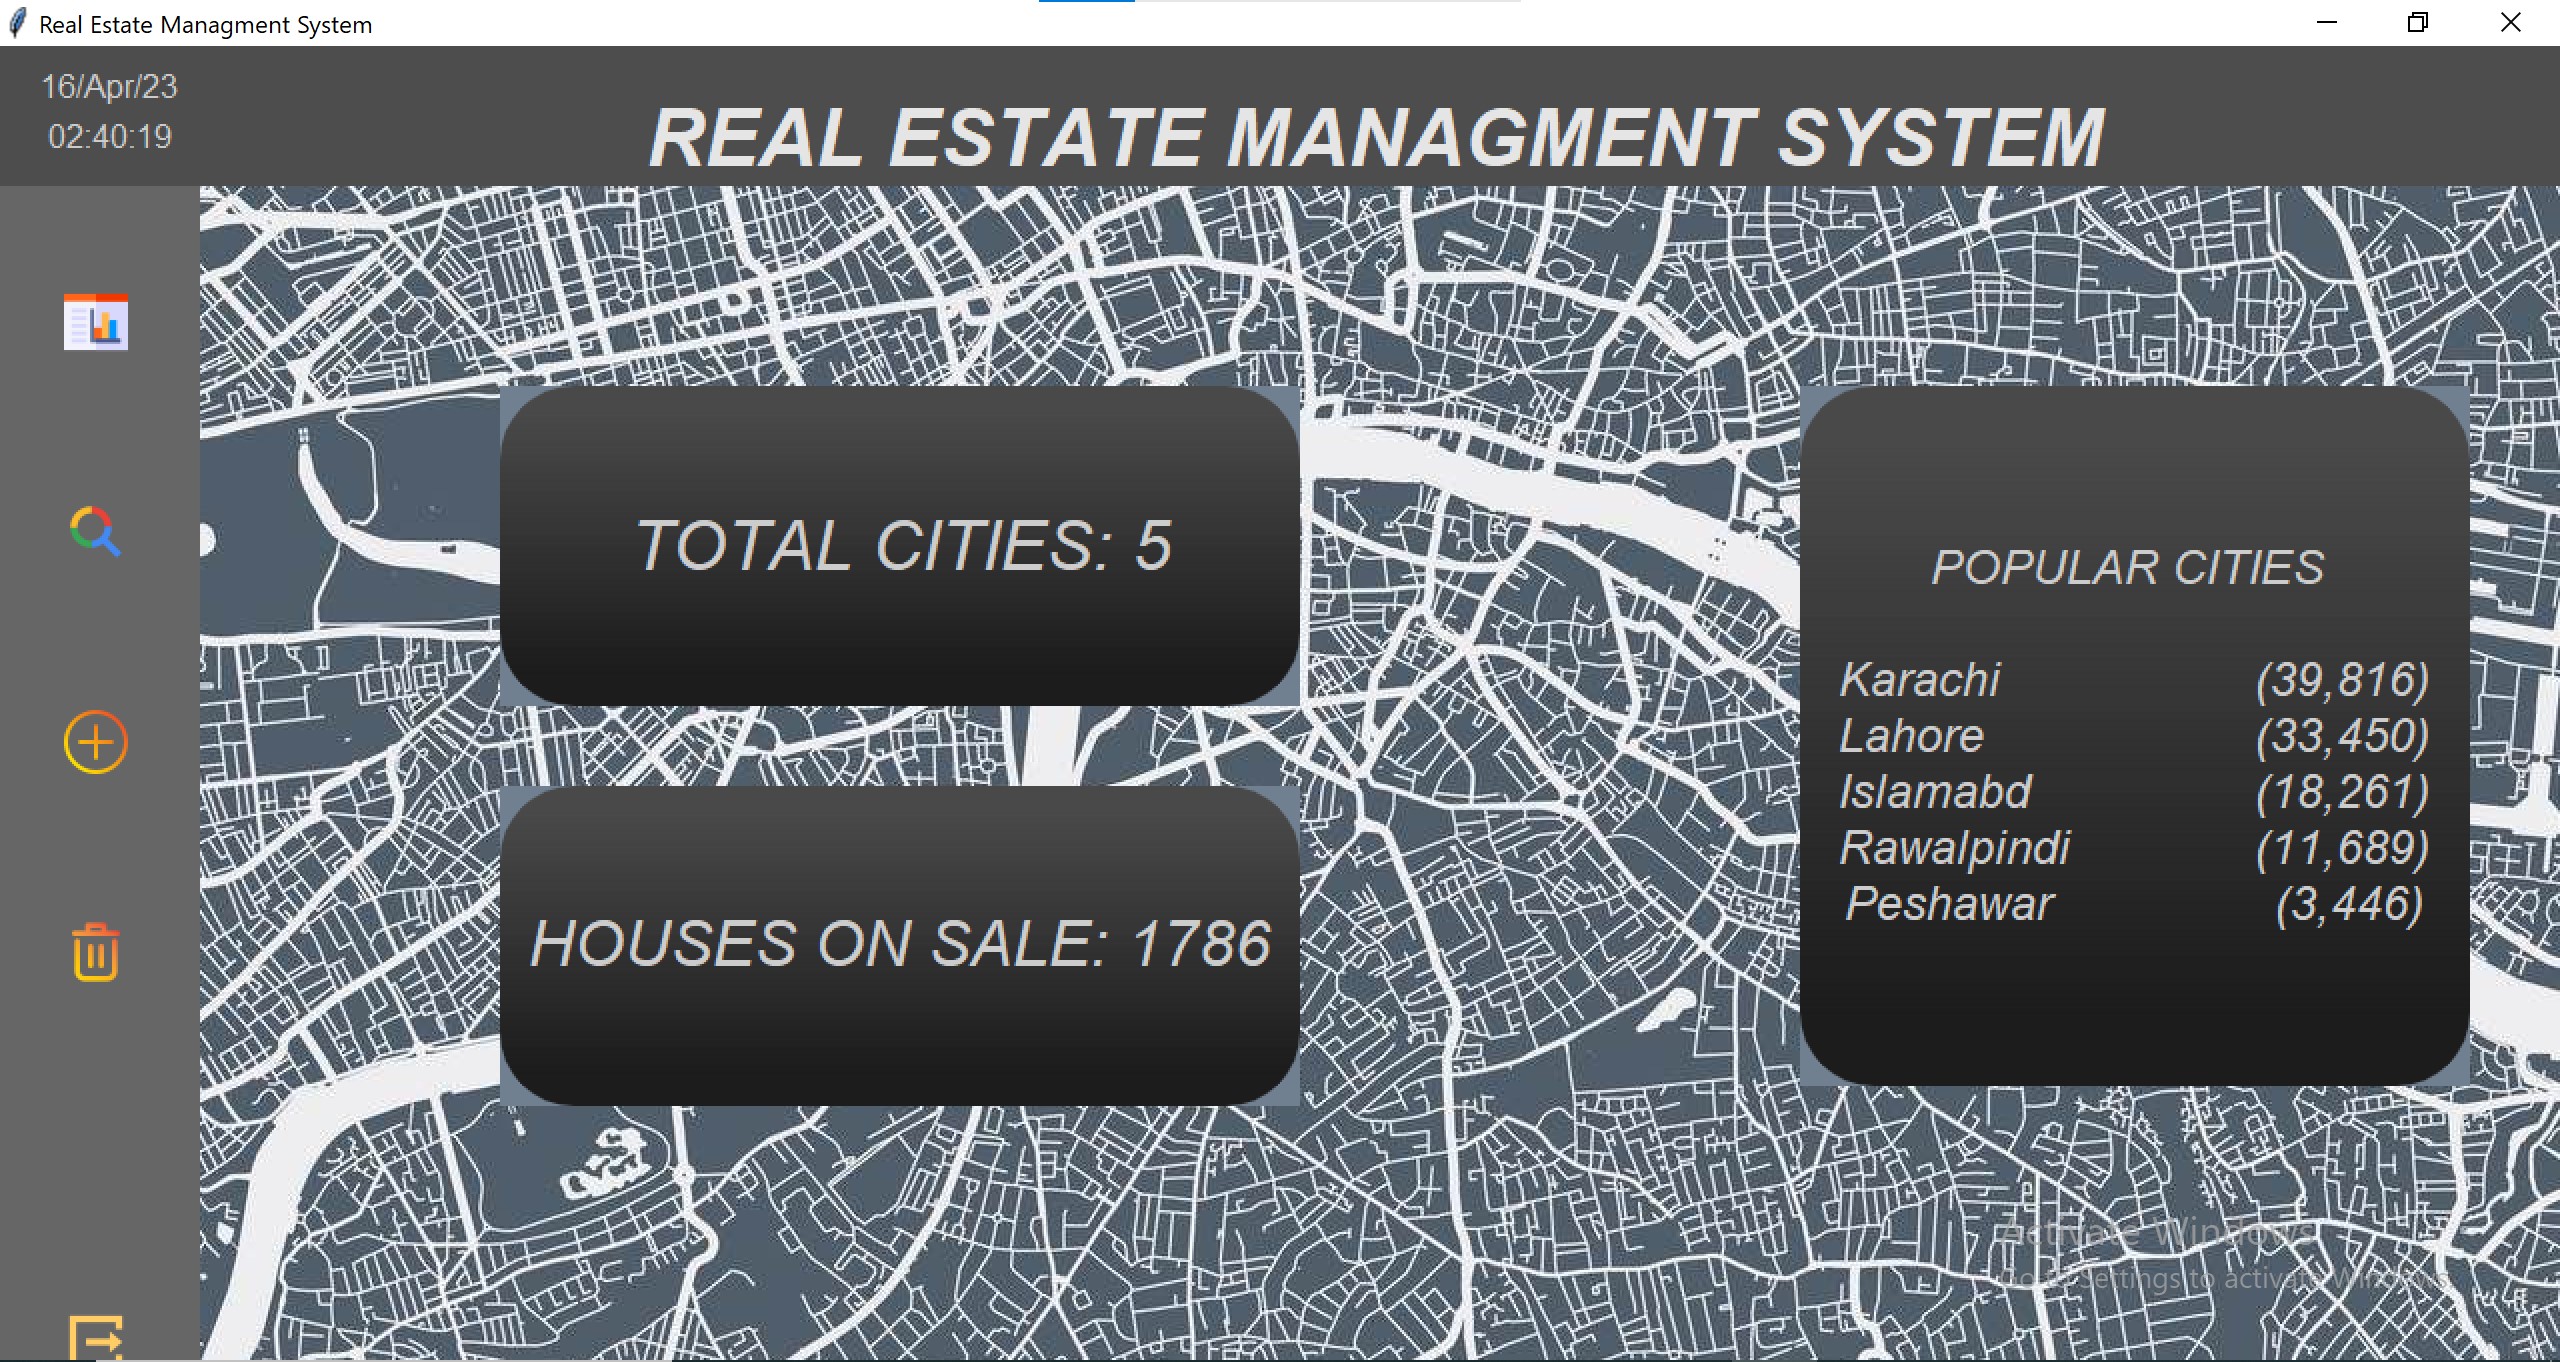 Real Estate Managment System
16/Apr/23
02:40:19
REAL ESTATE MANAGMENT SYSTEM
TOTAL CITIES: 5
HOUSES ON SALE: 1786
POPULAR CITIES
Karachi (39,816)
Lahore (33,450)
Islamabd (18,261)
Rawalpindi (11,689)
Peshawar (3,446)
Activate Windows
Go to Settings to activate Windows.